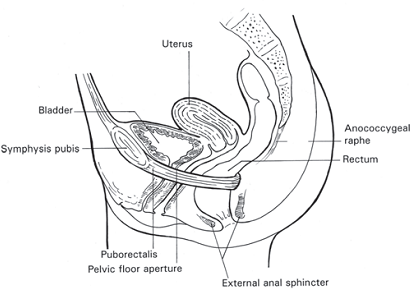 Uterus
Bladder
Symphysis pubis
Anococcygeal
raphe
Rectum
Puborectalis
Pelvic floor aperture
External anal sphincter